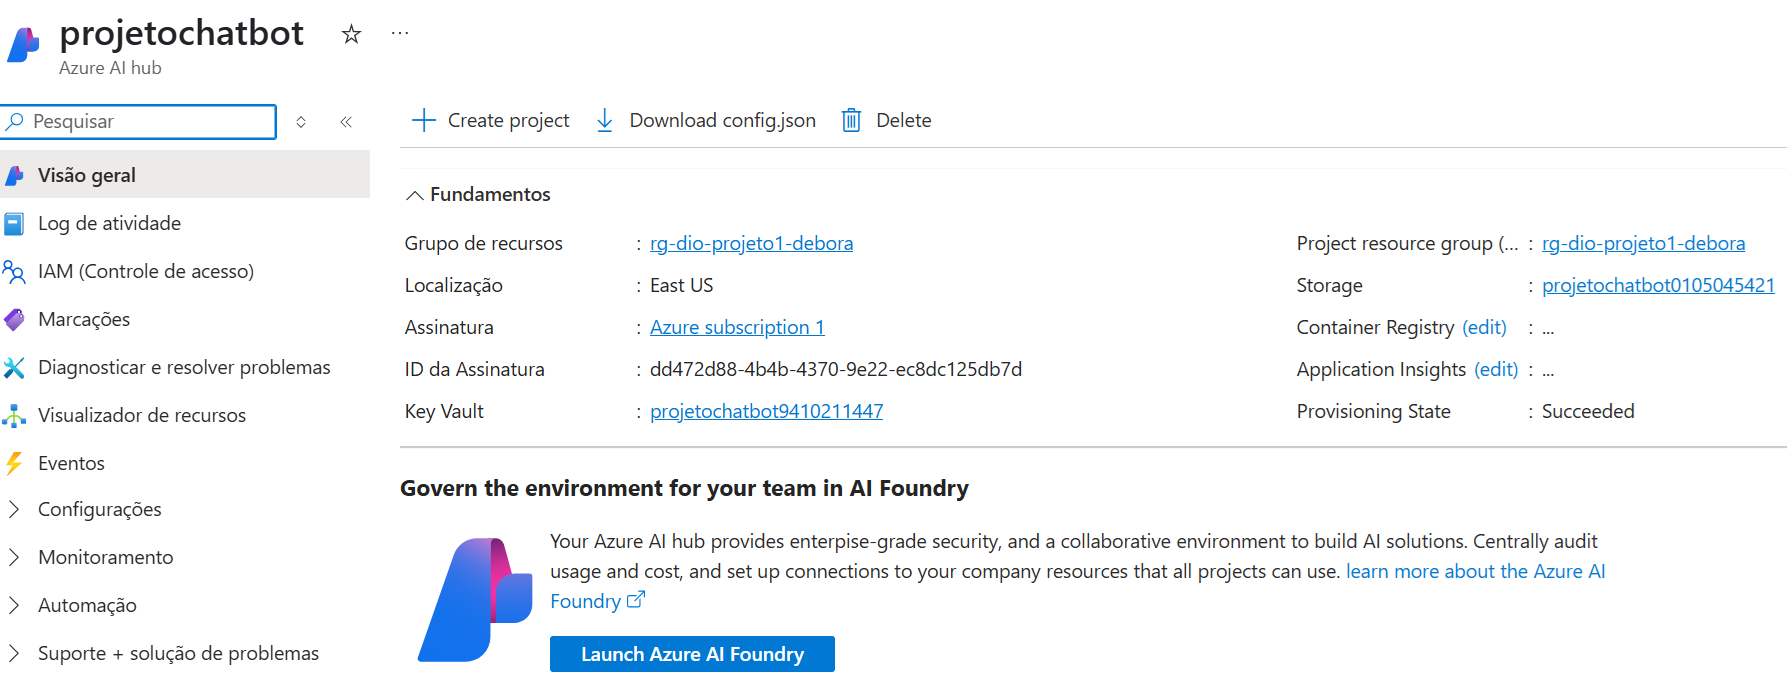 projetochatbot
Azure AI hub
Pesquisar
Visão geral
Log de atividade
IAM (Controle de acesso)
Marcações
Diagnosticar e resolver problemas
Visualizador de recursos
Eventos
Configurações
Monitoramento
Automação
Suporte + solução de problemas
Create project
Download config.json
Delete
Fundamentos
Grupo de recursos : rg-dio-projeto1-debora
Localização : East US
Assinatura : Azure subscription 1
ID da Assinatura : dd472d88-4b4b-4370-9e22-ec8dc125db7d
Key Vault : projetochatbot9410211447
Project resource group (... : rg-dio-projeto1-debora
Storage : projetochatbot0105045421
Container Registry (edit) : ...
Application Insights (edit) : ...
Provisioning State : Succeeded
Govern the environment for your team in AI Foundry
Your Azure AI hub provides enterpise-grade security, and a collaborative environment to build AI solutions. Centrally audit
usage and cost, and set up connections to your company resources that all projects can use. learn more about the Azure AI
Foundry
Launch Azure AI Foundry